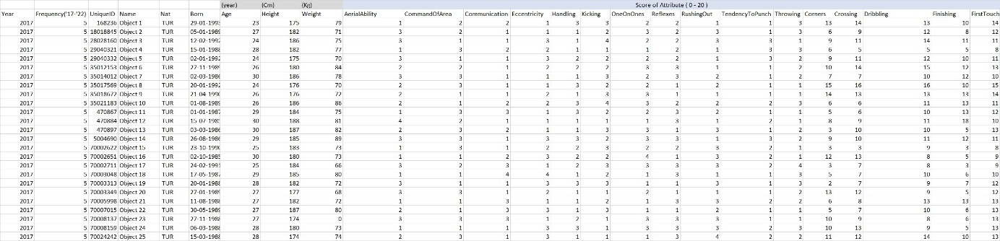 (year) (Cm) (Kg) Score of Attribute ( 0 - 20 )
Year Frequency('17-'22) UniqueID Name Nat Born Age Height Weight AerialAbility CommandOfArea Communication Eccentricity Handling Kicking OneOnOnes Reflexes RushingOut TendencyToPunch Throwing Corners Crossing Dribbling Finishing FirstTouch
2017 5 168236 Object 1 TUR 29-01-199 23 175 79 1 2 2 1 3 3 2 2 1 1 3 13 14 13 10 14
2017 5 18018845 Object 2 TUR 05-01-198 27 182 71 3 2 1 1 1 3 2 2 3 1 3 6 9 12 8 12
2017 5 28028160 Object 3 TUR 12-02-199 24 186 75 3 1 1 3 1 4 2 2 3 3 1 9 11 14 11 11
2017 5 29040321 Object 4 TUR 15-01-198 28 182 77 1 3 2 2 1 1 2 1 3 3 3 6 5 5 5 8
2017 5 29040332 Object 5 TUR 02-01-199 24 175 70 3 1 1 3 2 2 2 2 1 3 2 9 11 12 10 11
2017 5 35012153 Object 6 TUR 27-11-198 26 180 84 2 2 1 3 1 3 2 3 1 2 2 10 14 15 12 13
2017 5 35014012 Object 7 TUR 02-03-198 30 186 78 3 3 1 1 1 3 3 2 2 1 2 7 7 10 12 10
2017 5 35017569 Object 8 TUR 20-01-199 24 176 70 2 1 1 2 3 2 2 1 2 2 2 15 16 16 10 15
2017 5 35018672 Object 9 TUR 21-04-199 26 176 72 2 1 1 2 1 3 3 1 2 1 1 14 13 13 13 14
2017 5 35021183 Object 10 TUR 01-08-198 26 186 86 2 1 2 2 3 4 3 3 1 2 2 6 6 11 13 11
2017 5 470867 Object 11 TUR 01-01-198 29 184 75 1 3 3 1 3 2 3 2 2 1 1 5 6 10 13 12
2017 5 470884 Object 12 TUR 15-07-198 30 188 81 4 2 1 1 1 1 1 3 3 2 1 8 9 11 18 10
2017 5 470897 Object 13 TUR 03-03-198 30 187 82 2 3 2 1 1 3 3 1 3 1 2 3 10 10 5 13
2017 5 5004690 Object 14 TUR 26-08-198 29 185 89 3 3 1 3 3 2 2 3 1 3 2 9 10 11 12 11
2017 5 70002622 Object 15 TUR 23-10-199 25 183 73 1 3 1 2 2 2 3 3 2 2 1 3 3 9 3 8
2017 5 70002651 Object 16 TUR 02-10-198 30 180 73 1 1 2 3 2 2 4 1 3 2 1 12 13 8 5 9
2017 5 70002711 Object 17 TUR 24-02-199 25 184 66 3 2 3 1 2 3 3 3 3 2 4 3 7 8 3 9
2017 5 70003048 Object 18 TUR 17-05-198 29 185 80 1 1 4 4 1 2 1 3 1 1 3 5 7 10 6 10
2017 5 70003313 Object 19 TUR 20-01-198 28 182 72 3 1 1 3 3 1 3 1 3 3 3 2 7 9 7 12
2017 5 70003349 Object 20 TUR 27-01-198 27 177 68 3 3 3 2 1 1 2 1 1 2 2 13 12 9 5 12
2017 5 70005998 Object 21 TUR 11-08-198 27 182 72 1 3 1 3 1 1 2 3 3 2 2 6 8 13 13 13
2017 5 70007015 Object 22 TUR 30-05-198 27 187 80 2 1 3 3 1 2 3 1 2 1 1 5 7 10 6 13
2017 5 70008137 Object 23 TUR 27-11-198 27 174 0 3 3 3 1 2 1 3 3 3 3 1 10 9 8 6 13
2017 5 70008159 Object 24 TUR 06-03-198 28 180 73 3 1 1 3 3 1 3 1 3 2 1 3 10 9 5 13
2017 5 70024242 Object 25 TUR 15-03-198 28 174 74 2 3 1 3 1 1 1 3 4 2 2 11 12 14 10 13